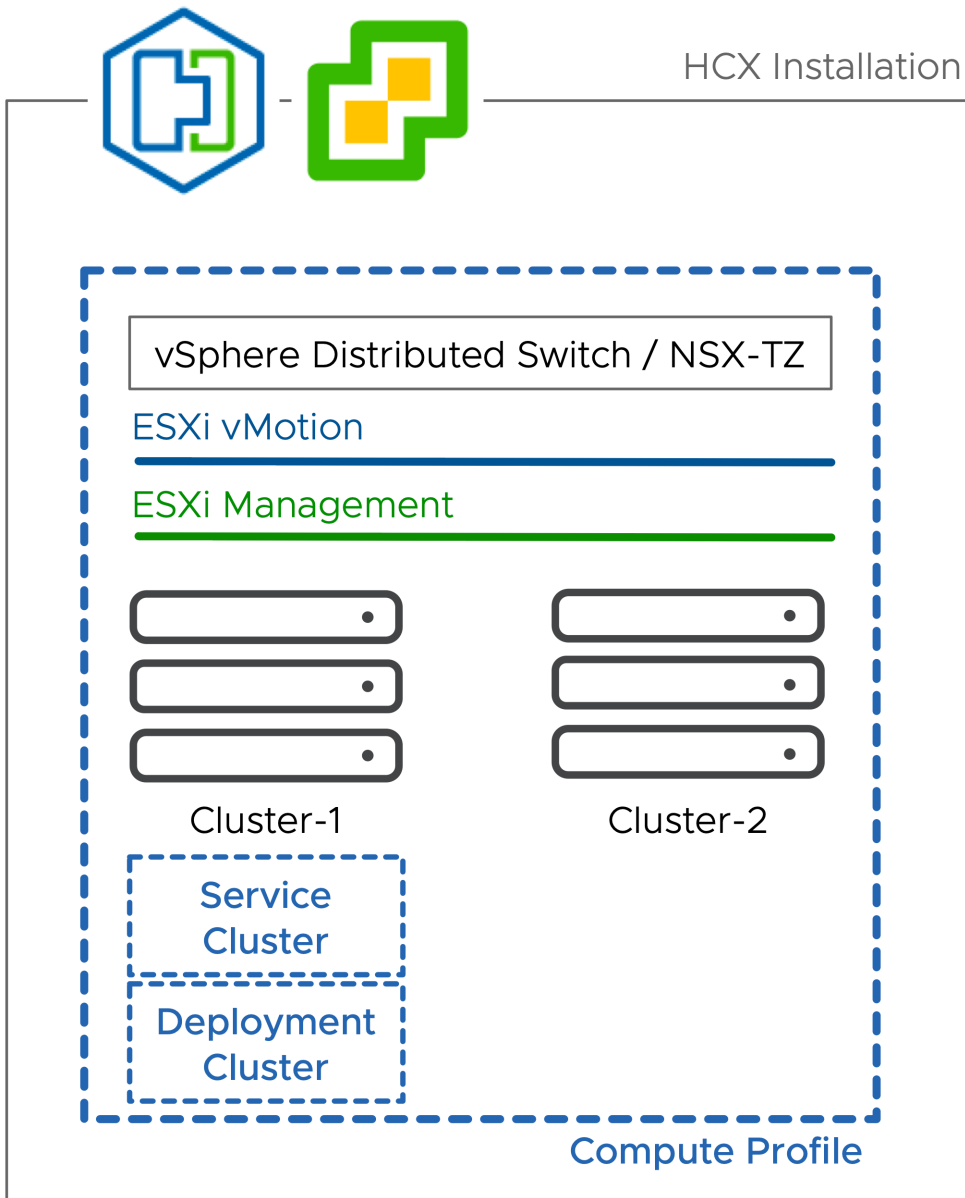 HCX Installation
vSphere Distributed Switch / NSX-TZ
ESXi vMotion
ESXi Management
Cluster-1
Cluster-2
Service
Cluster
Deployment
Cluster
Compute Profile